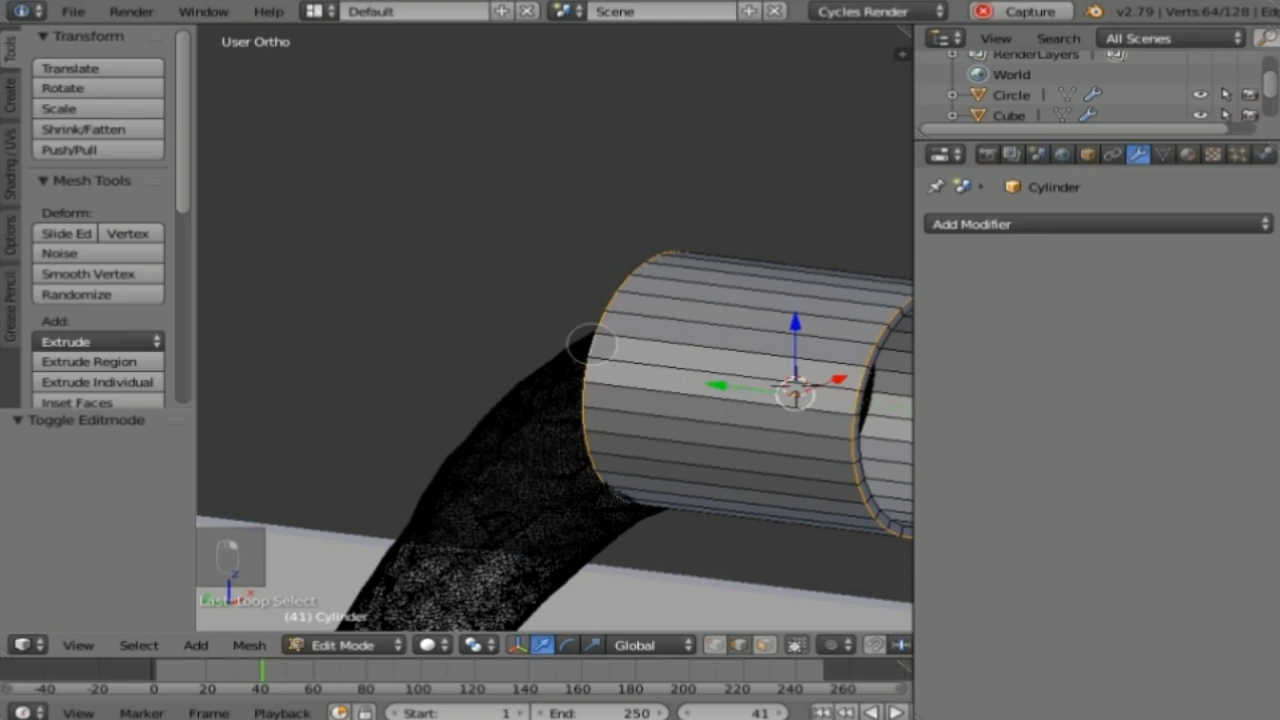 File Render Window Help Default Scene Cycles Render Capture v2.79 | Verts:64/128 | Ed
Tools
Create
Shading / UVs
Options
Grease Pencil
Transform
Translate
Rotate
Scale
Shrink/Fatten
Push/Pull
Mesh Tools
Deform:
Slide Ed Vertex
Noise
Smooth Vertex
Randomize
Add:
Extrude
Extrude Region
Extrude Individual
Inset Faces
Toggle Editmode
User Ortho
z
x
Last: Loop Select
(41) Cylinder
View Select Add Mesh Edit Mode Global
-40 -20 0 20 40 60 80 100 120 140 160 180 200 220 240 260
View Marker Frame Playback Start: 1 End: 250 41
View Search All Scenes
RenderLayers
World
Circle
Cube
Cylinder
Add Modifier